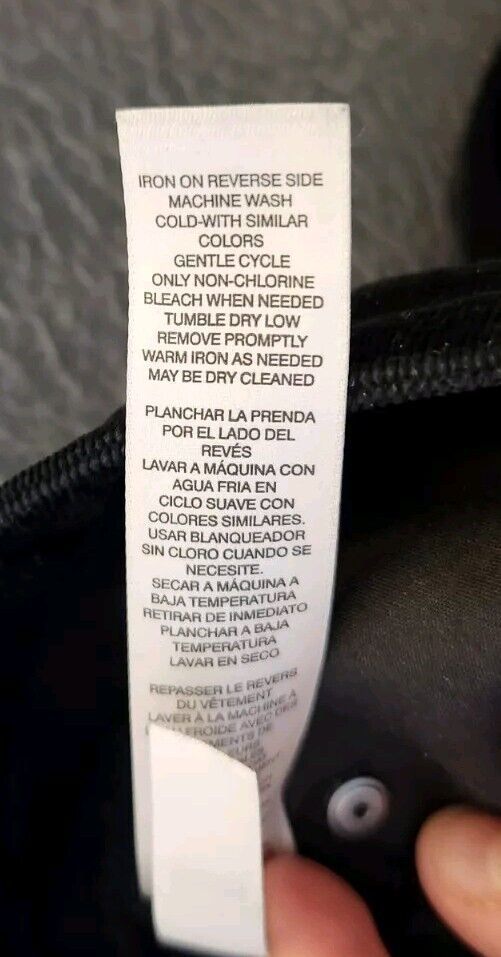 IRON ON REVERSE SIDE
MACHINE WASH
COLD-WITH SIMILAR
COLORS
GENTLE CYCLE
ONLY NON-CHLORINE
BLEACH WHEN NEEDED
TUMBLE DRY LOW
REMOVE PROMPTLY
WARM IRON AS NEEDED
MAY BE DRY CLEANED
PLANCHAR LA PRENDA
POR EL LADO DEL
REVÉS
LAVAR A MÁQUINA CON
AGUA FRIA EN
CICLO SUAVE CON
COLORES SIMILARES.
USAR BLANQUEADOR
SIN CLORO CUANDO SE
NECESITE.
SECAR A MÁQUINA A
BAJA TEMPERATURA
RETIRAR DE INMEDIATO
PLANCHAR A BAJA
TEMPERATURA
LAVAR EN SECO
REPASSER LE REVERS
DU VÊTEMENT
LAVER À LA MACHINE À
AVEC DES
DE